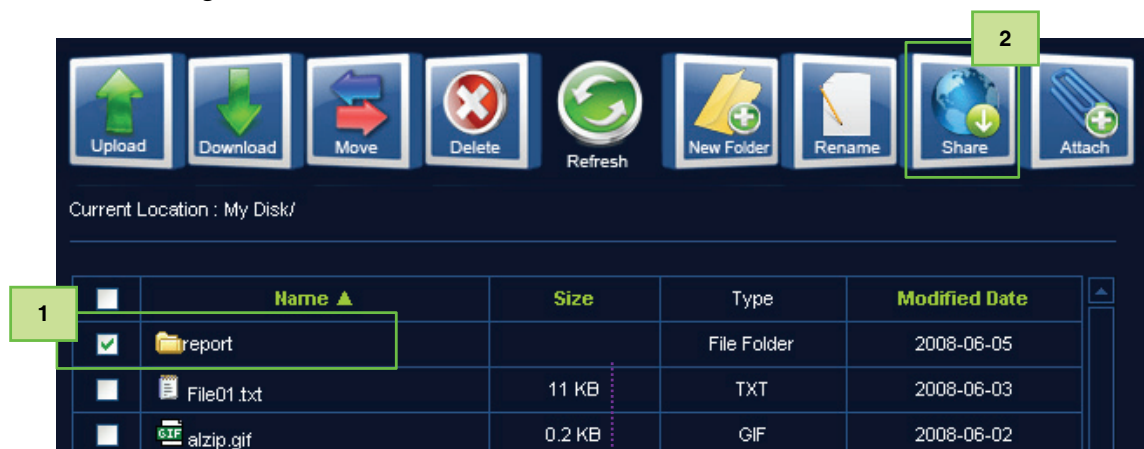 2
Upload Download Move Delete Refresh New Folder Rename Share Attach
Current Location : My Disk/
1
Name ▲ Size Type Modified Date
report File Folder 2008-06-05
File01.txt 11 KB TXT 2008-06-03
GIF alzip.gif 0.2 KB GIF 2008-06-02